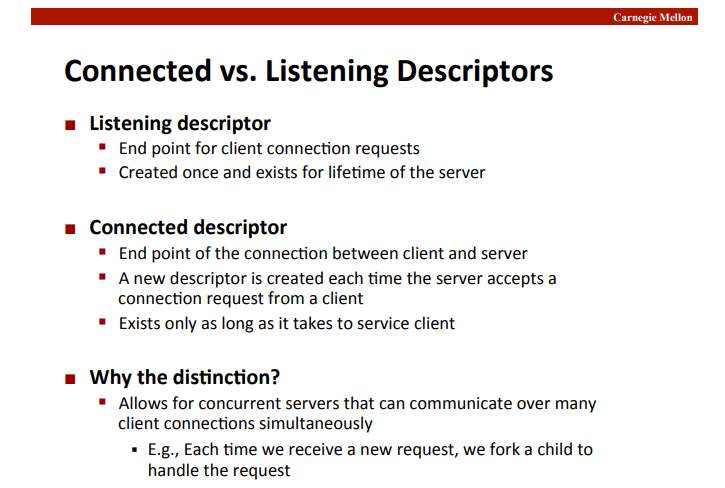 Carnegie Mellon
Connected vs. Listening Descriptors
■ Listening descriptor
▪ End point for client connection requests
▪ Created once and exists for lifetime of the server
■ Connected descriptor
▪ End point of the connection between client and server
▪ A new descriptor is created each time the server accepts a
connection request from a client
▪ Exists only as long as it takes to service client
■ Why the distinction?
▪ Allows for concurrent servers that can communicate over many
client connections simultaneously
▪ E.g., Each time we receive a new request, we fork a child to
handle the request